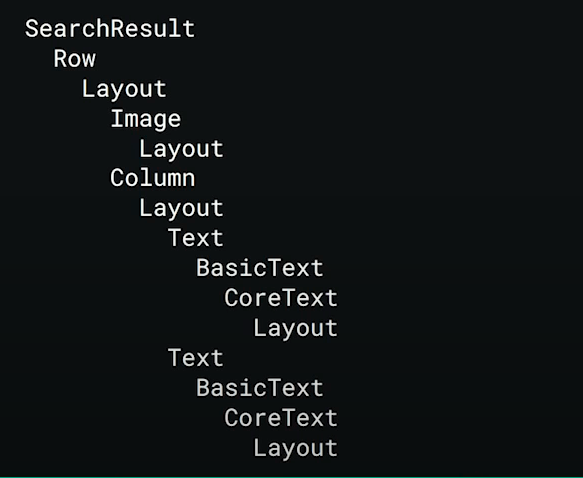 SearchResult
  Row
    Layout
      Image
        Layout
      Column
        Layout
          Text
            BasicText
              CoreText
                Layout
          Text
            BasicText
              CoreText
                Layout